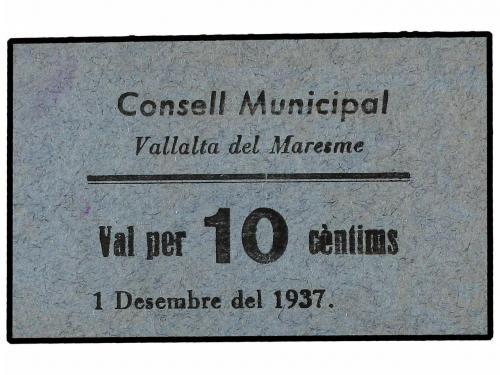 Consell Municipal
Vallalta del Maresme
Val per 10 cèntims
1 Desembre del 1937.